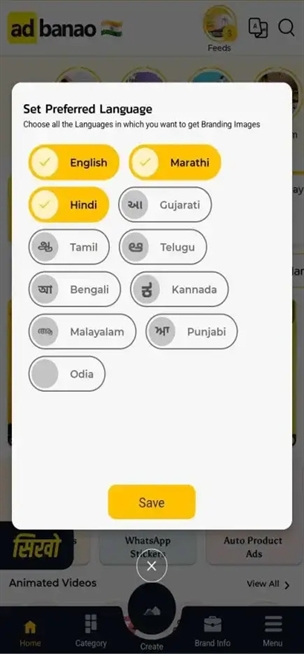 ad banao
Feeds
Set Preferred Language
Choose all the Languages in which you want to get Branding Images
English
Marathi
Hindi
આ Gujarati
Tamil
Telugu
আ Bengali
ಕ Kannada
Malayalam
ਅਾ Punjabi
Odia
Save
सिखो
WhatsApp
Stickers
Auto Product
Ads
Animated Videos
View All
Home
Category
Create
Brand Info
Menu